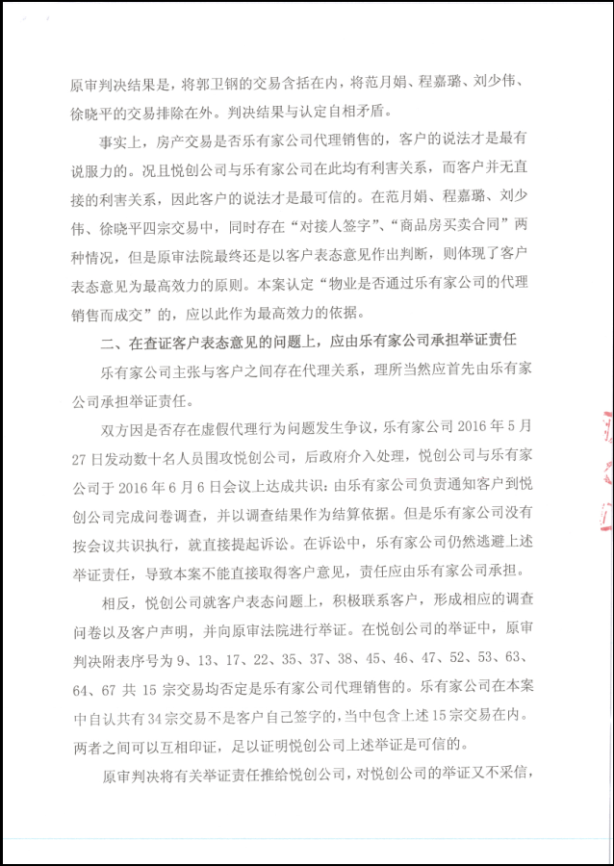 原审判决结果是，将郭卫钢的交易含括在内，将范月娟、程嘉璐、刘少伟、
徐晓平的交易排除在外。判决结果与认定自相矛盾。
事实上，房产交易是否乐有家公司代理销售的，客户的说法才是最有
说服力的。况且悦创公司与乐有家公司在此均有利害关系，而客户并无直
接的利害关系，因此客户的说法才是最可信的。在范月娟、程嘉璐、刘少
伟、徐晓平四宗交易中，同时存在“对接人签字”、“商品房买卖合同”两
种情况，但是原审法院最终还是以客户表态意见作出判断，则体现了客户
表态意见为最高效力的原则。本案认定“物业是否通过乐有家公司的代理
销售而成交”的，应以此作为最高效力的依据。
二、在查证客户表态意见的问题上，应由乐有家公司承担举证责任
乐有家公司主张与客户之间存在代理关系，理所当然应首先由乐有家
公司承担举证责任。
双方因是否存在虚假代理行为问题发生争议，乐有家公司 2016 年 5 月
27 日发动数十名人员围攻悦创公司，后政府介入处理，悦创公司与乐有家
公司于 2016 年 6 月 6 日会议上达成共识：由乐有家公司负责通知客户到悦
创公司完成问卷调查，并以调查结果作为结算依据。但是乐有家公司没有
按会议共识执行，就直接提起诉讼。在诉讼中，乐有家公司仍然逃避上述
举证责任，导致本案不能直接取得客户意见，责任应由乐有家公司承担。
相反，悦创公司就客户表态问题上，积极联系客户，形成相应的调查
问卷以及客户声明，并向原审法院进行举证。在悦创公司的举证中，原审
判决附表序号为 9、13、17、22、35、37、38、45、46、47、52、53、63、
64、67 共 15 宗交易均否定是乐有家公司代理销售的。乐有家公司在本案
中自认共有 34 宗交易不是客户自己签字的，当中包含上述 15 宗交易在内。
两者之间可以互相印证，足以证明悦创公司上述举证是可信的。
原审判决将有关举证责任推给悦创公司，对悦创公司的举证又不采信，